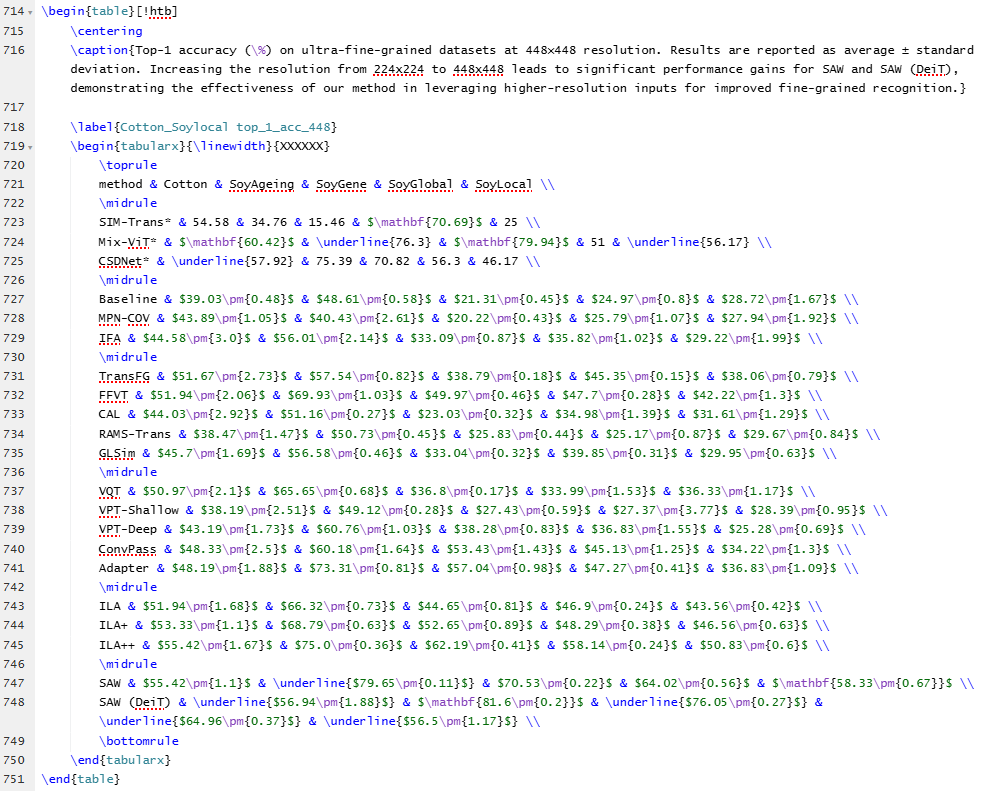 714 \begin{table}[!htb]
715 \centering
716 \caption{Top-1 accuracy (\%) on ultra-fine-grained datasets at 448x448 resolution. Results are reported as average ± standard
deviation. Increasing the resolution from 224x224 to 448x448 leads to significant performance gains for SAW and SAW (DeiT),
demonstrating the effectiveness of our method in leveraging higher-resolution inputs for improved fine-grained recognition.}
717
718 \label{Cotton_Soylocal top_1_acc_448}
719 \begin{tabularx}{\linewidth}{XXXXXX}
720 \toprule
721 method & Cotton & SoyAgeing & SoyGene & SoyGlobal & SoyLocal \\
722 \midrule
723 SIM-Trans* & 54.58 & 34.76 & 15.46 & $\mathbf{70.69}$ & 25 \\
724 Mix-ViT* & $\mathbf{60.42}$ & \underline{76.3} & $\mathbf{79.94}$ & 51 & \underline{56.17} \\
725 CSDNet* & \underline{57.92} & 75.39 & 70.82 & 56.3 & 46.17 \\
726 \midrule
727 Baseline & $39.03\pm{0.48}$ & $48.61\pm{0.58}$ & $21.31\pm{0.45}$ & $24.97\pm{0.8}$ & $28.72\pm{1.67}$ \\
728 MPN-COV & $43.89\pm{1.05}$ & $40.43\pm{2.61}$ & $20.22\pm{0.43}$ & $25.79\pm{1.07}$ & $27.94\pm{1.92}$ \\
729 IFA & $44.58\pm{3.0}$ & $56.01\pm{2.14}$ & $33.09\pm{0.87}$ & $35.82\pm{1.02}$ & $29.22\pm{1.99}$ \\
730 \midrule
731 TransFG & $51.67\pm{2.73}$ & $57.54\pm{0.82}$ & $38.79\pm{0.18}$ & $45.35\pm{0.15}$ & $38.06\pm{0.79}$ \\
732 FFVT & $51.94\pm{2.06}$ & $69.93\pm{1.03}$ & $49.97\pm{0.46}$ & $47.7\pm{0.28}$ & $42.22\pm{1.3}$ \\
733 CAL & $44.03\pm{2.92}$ & $51.16\pm{0.27}$ & $23.03\pm{0.32}$ & $34.98\pm{1.39}$ & $31.61\pm{1.29}$ \\
734 RAMS-Trans & $38.47\pm{1.47}$ & $50.73\pm{0.45}$ & $25.83\pm{0.44}$ & $25.17\pm{0.87}$ & $29.67\pm{0.84}$ \\
735 GLSim & $45.7\pm{1.69}$ & $56.58\pm{0.46}$ & $33.04\pm{0.32}$ & $39.85\pm{0.31}$ & $29.95\pm{0.63}$ \\
736 \midrule
737 VQT & $50.97\pm{2.1}$ & $65.65\pm{0.68}$ & $36.8\pm{0.17}$ & $33.99\pm{1.53}$ & $36.33\pm{1.17}$ \\
738 VPT-Shallow & $38.19\pm{2.51}$ & $49.12\pm{0.28}$ & $27.43\pm{0.59}$ & $27.37\pm{3.77}$ & $28.39\pm{0.95}$ \\
739 VPT-Deep & $43.19\pm{1.73}$ & $60.76\pm{1.03}$ & $38.28\pm{0.83}$ & $36.83\pm{1.55}$ & $25.28\pm{0.69}$ \\
740 ConvPass & $48.33\pm{2.5}$ & $60.18\pm{1.64}$ & $53.43\pm{1.43}$ & $45.13\pm{1.25}$ & $34.22\pm{1.3}$ \\
741 Adapter & $48.19\pm{1.88}$ & $73.31\pm{0.81}$ & $57.04\pm{0.98}$ & $47.27\pm{0.41}$ & $36.83\pm{1.09}$ \\
742 \midrule
743 ILA & $51.94\pm{1.68}$ & $66.32\pm{0.73}$ & $44.65\pm{0.81}$ & $46.9\pm{0.24}$ & $43.56\pm{0.42}$ \\
744 ILA+ & $53.33\pm{1.1}$ & $68.79\pm{0.63}$ & $52.65\pm{0.89}$ & $48.29\pm{0.38}$ & $46.56\pm{0.63}$ \\
745 ILA++ & $55.42\pm{1.67}$ & $75.0\pm{0.36}$ & $62.19\pm{0.41}$ & $58.14\pm{0.24}$ & $50.83\pm{0.6}$ \\
746 \midrule
747 SAW & $55.42\pm{1.1}$ & \underline{$79.65\pm{0.11}$} & $70.53\pm{0.22}$ & $64.02\pm{0.56}$ & $\mathbf{58.33\pm{0.67}}$ \\
748 SAW (DeiT) & \underline{$56.94\pm{1.88}$} & $\mathbf{81.6\pm{0.2}}$ & \underline{$76.05\pm{0.27}$} &
\underline{$64.96\pm{0.37}$} & \underline{$56.5\pm{1.17}$} \\
749 \bottomrule
750 \end{tabularx}
751 \end{table}